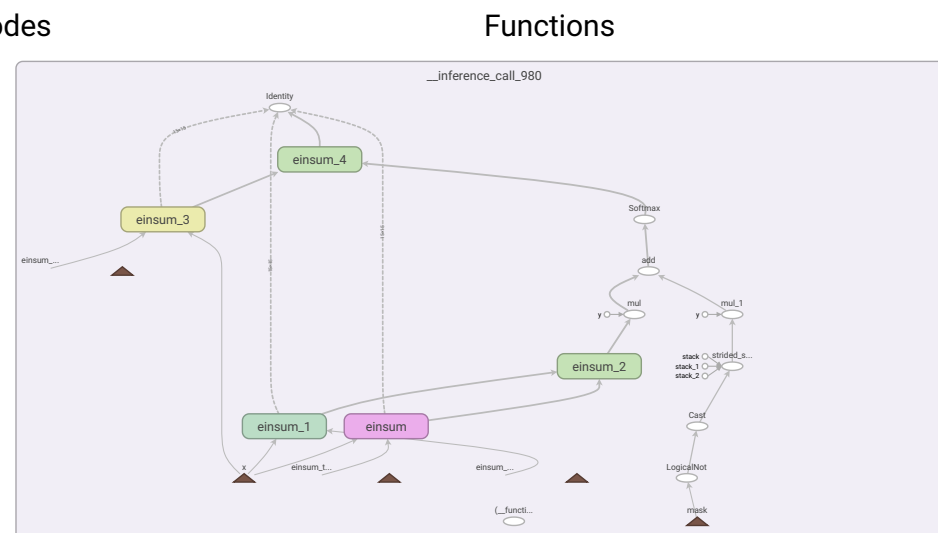 odes
Functions
__inference_call_980
Identity
einsum_4
einsum_3
Softmax
einsum_...
add
mul
mul_1
y
y
stack
strided_s...
stack_1
stack_2
einsum_2
einsum_1
einsum
Cast
x
einsum_t...
einsum_...
LogicalNot
(__functi...
mask